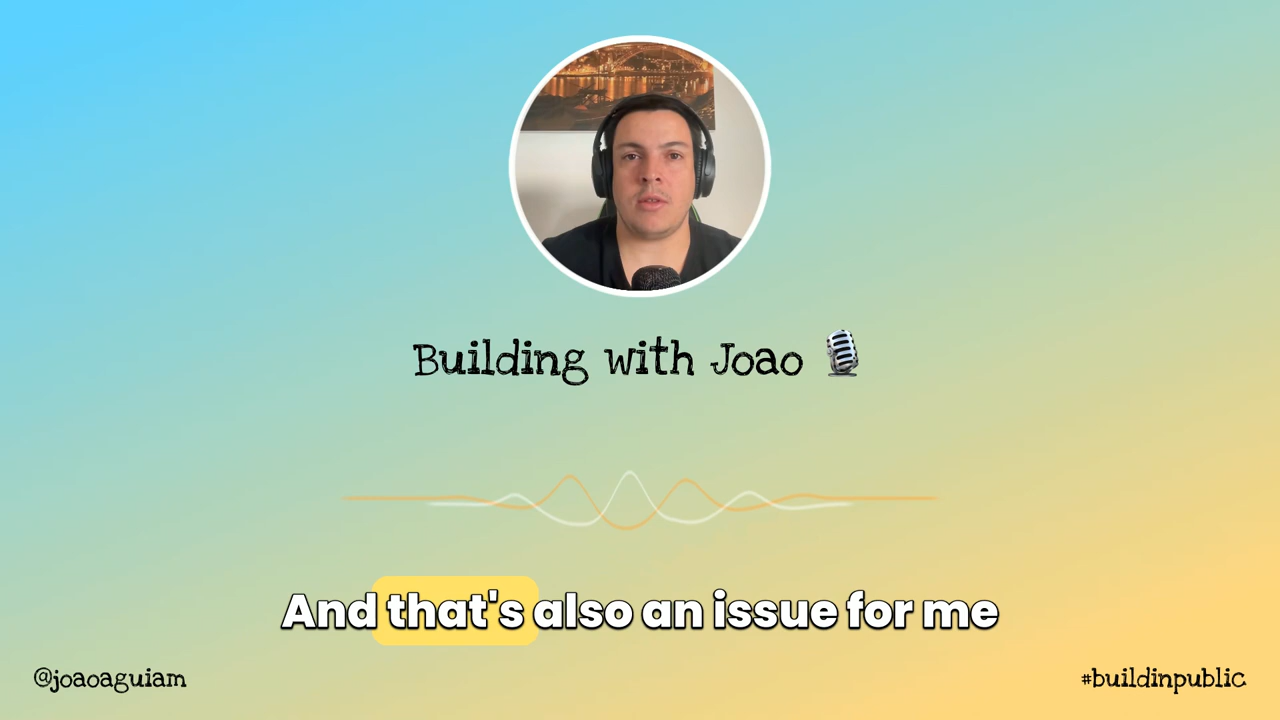 Building with Joao 🎙️
And that's also an issue for me
@joaoaguiam
#buildinpublic